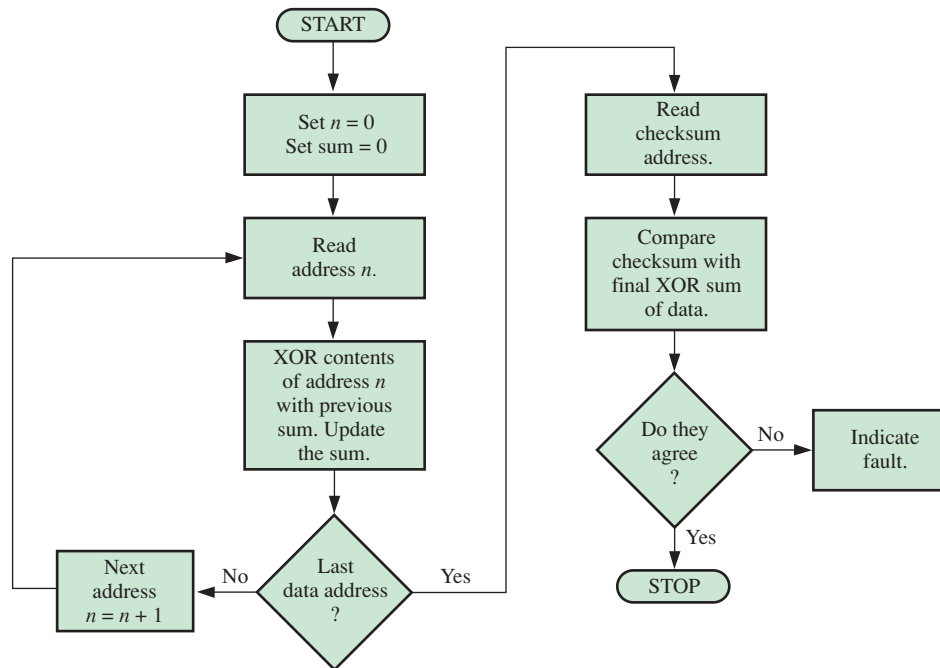 START
Set n = 0
Set sum = 0
Read
address n.
XOR contents
of address n
with previous
sum. Update
the sum.
Last
data address
?
No
Next
address
n = n + 1
Yes
Read
checksum
address.
Compare
checksum with
final XOR sum
of data.
Do they
agree
?
No
Indicate
fault.
Yes
STOP